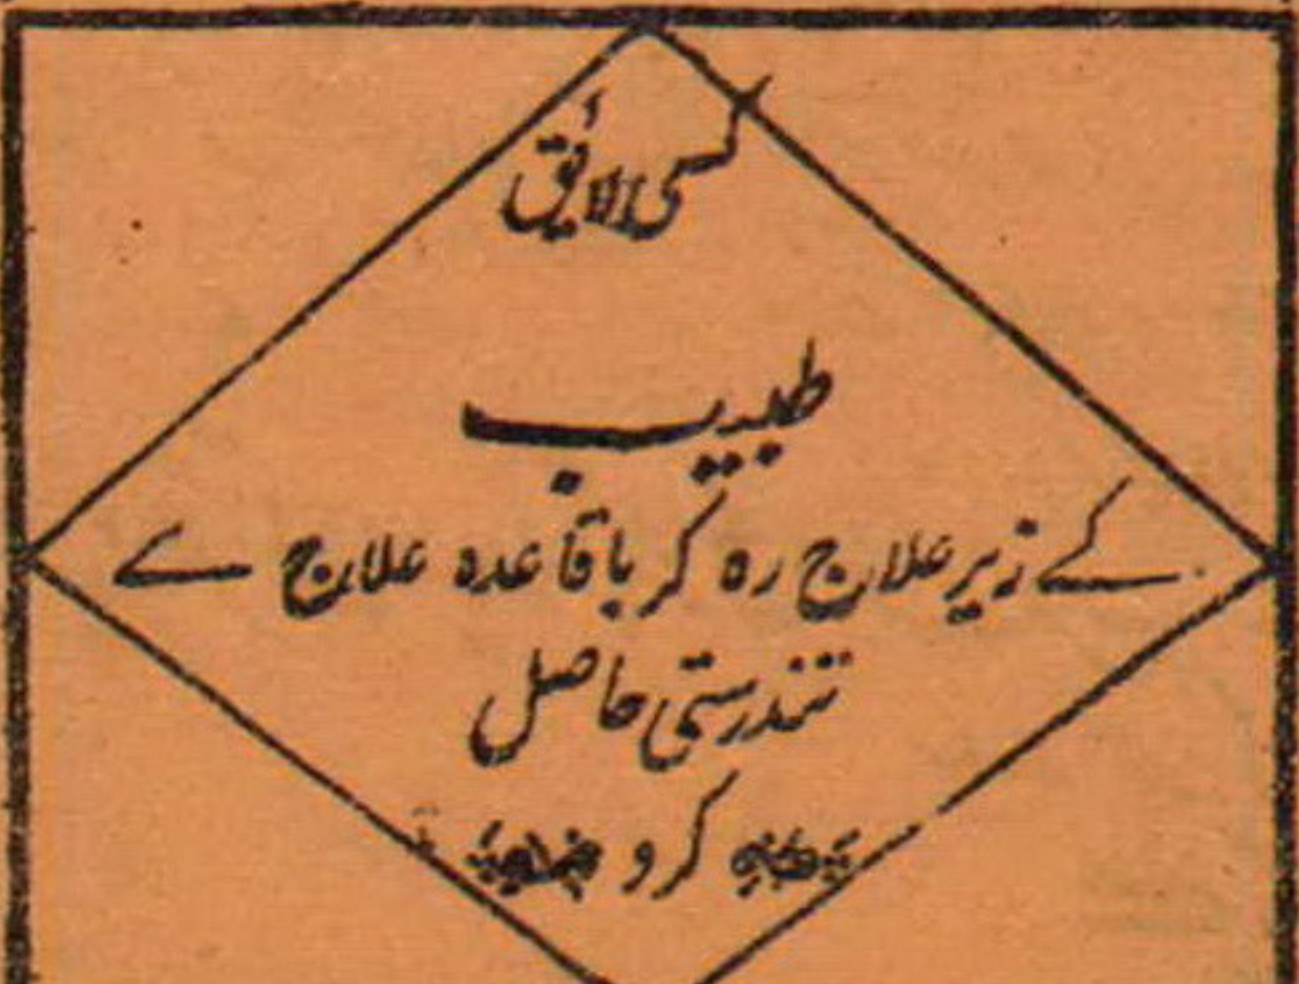 کسی لائق
طبیب
کے زیر علاج رہ کر باقاعدہ علاج سے
تندرستی حاصل
کرو